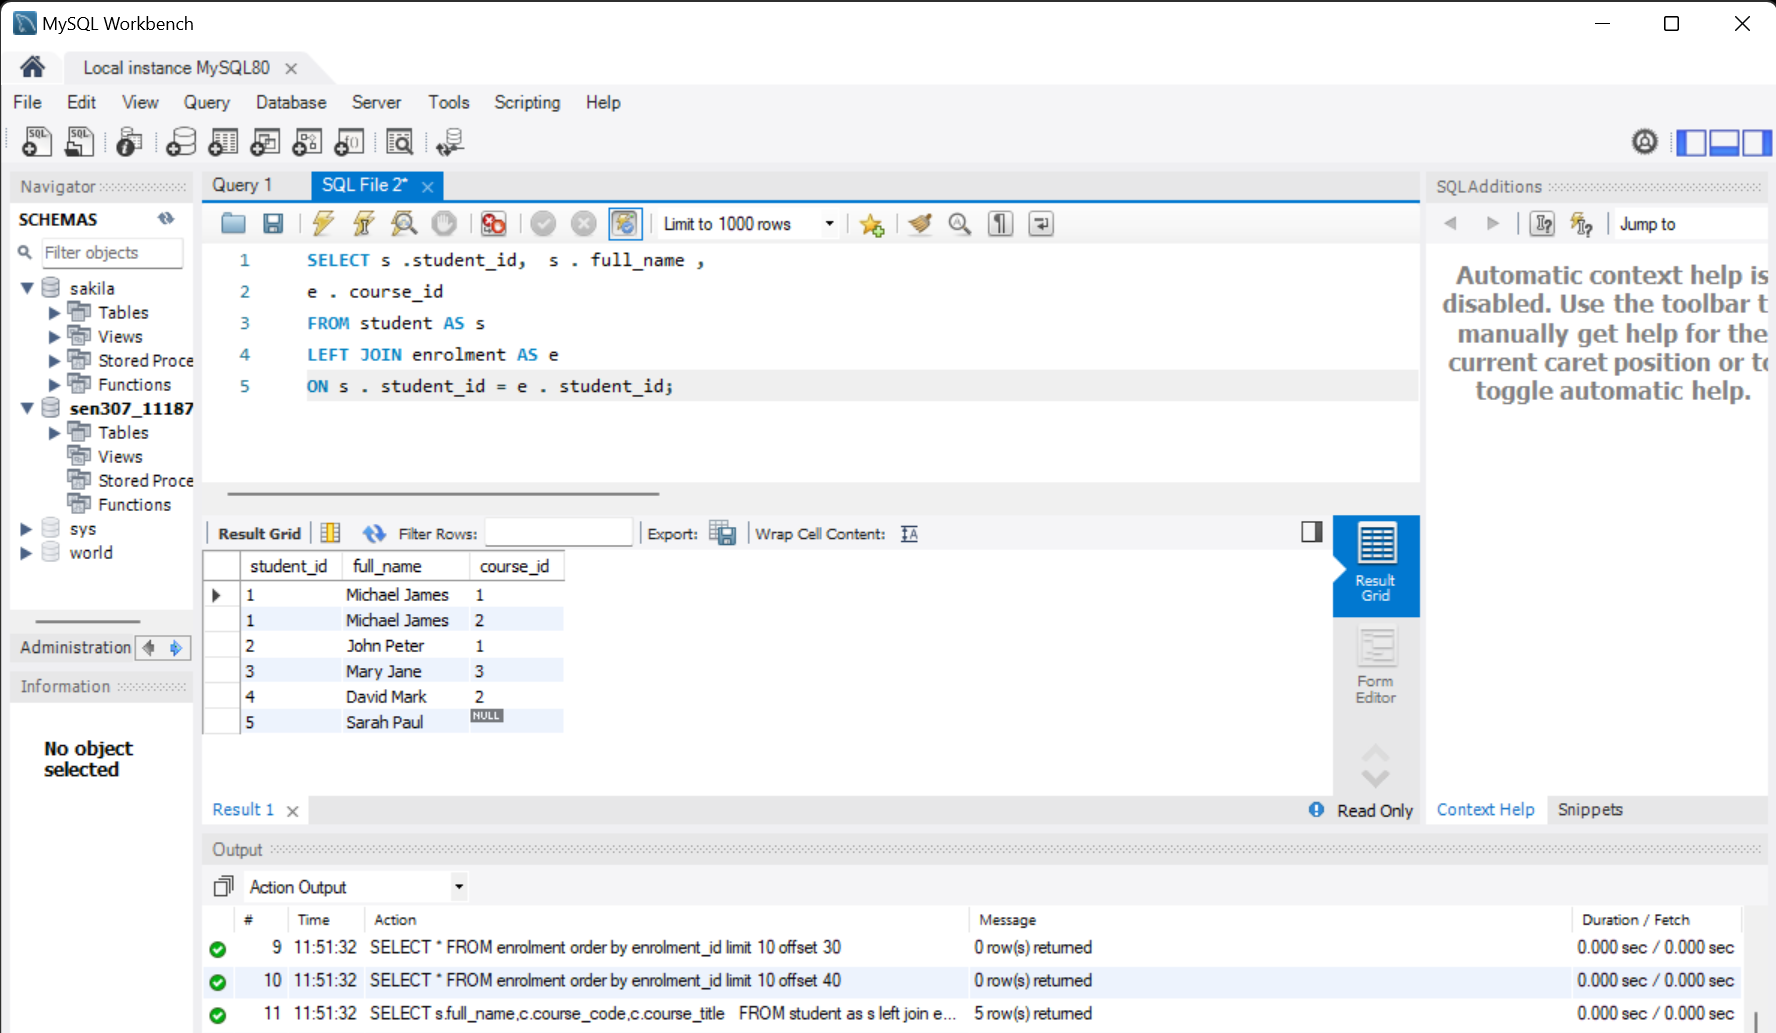 MySQL Workbench
Local instance MySQL80
File Edit View Query Database Server Tools Scripting Help
Navigator
SCHEMAS
Filter objects
sakila
Tables
Views
Stored Proce
Functions
sen307_11187
Tables
Views
Stored Proce
Functions
sys
world
Administration
Information
No object
selected
Query 1
SQL File 2*
Limit to 1000 rows
1 SELECT s .student_id,  s . full_name ,
2 e . course_id
3 FROM student AS s
4 LEFT JOIN enrolment AS e
5 ON s . student_id = e . student_id;
Result Grid Filter Rows: Export: Wrap Cell Content:
student_id full_name course_id
1 Michael James 1
1 Michael James 2
2 John Peter 1
3 Mary Jane 3
4 David Mark 2
5 Sarah Paul NULL
Result
Grid
Form
Editor
Result 1
Read Only
SQLAdditions
Jump to
Automatic context help is
disabled. Use the toolbar t
manually get help for the
current caret position or to
toggle automatic help.
Context Help Snippets
Output
Action Output
# Time Action Message Duration / Fetch
9 11:51:32 SELECT * FROM enrolment order by enrolment_id limit 10 offset 30 0 row(s) returned 0.000 sec / 0.000 sec
10 11:51:32 SELECT * FROM enrolment order by enrolment_id limit 10 offset 40 0 row(s) returned 0.000 sec / 0.000 sec
11 11:51:32 SELECT s.full_name,c.course_code,c.course_title FROM student as s left join e... 5 row(s) returned 0.000 sec / 0.000 sec